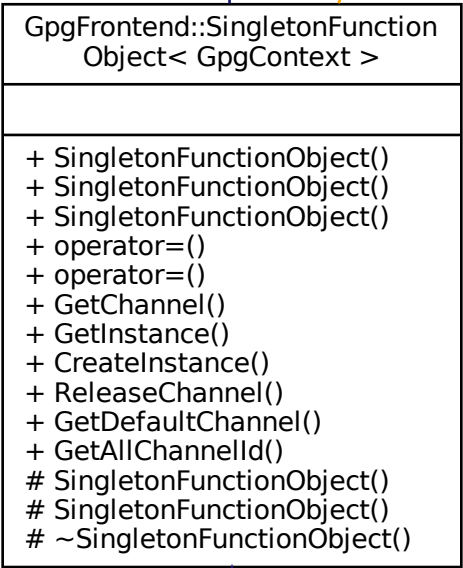 GpgFrontend::SingletonFunction
Object< GpgContext >
+ SingletonFunctionObject()
+ SingletonFunctionObject()
+ SingletonFunctionObject()
+ operator=()
+ operator=()
+ GetChannel()
+ GetInstance()
+ CreateInstance()
+ ReleaseChannel()
+ GetDefaultChannel()
+ GetAllChannelId()
# SingletonFunctionObject()
# SingletonFunctionObject()
# ~SingletonFunctionObject()